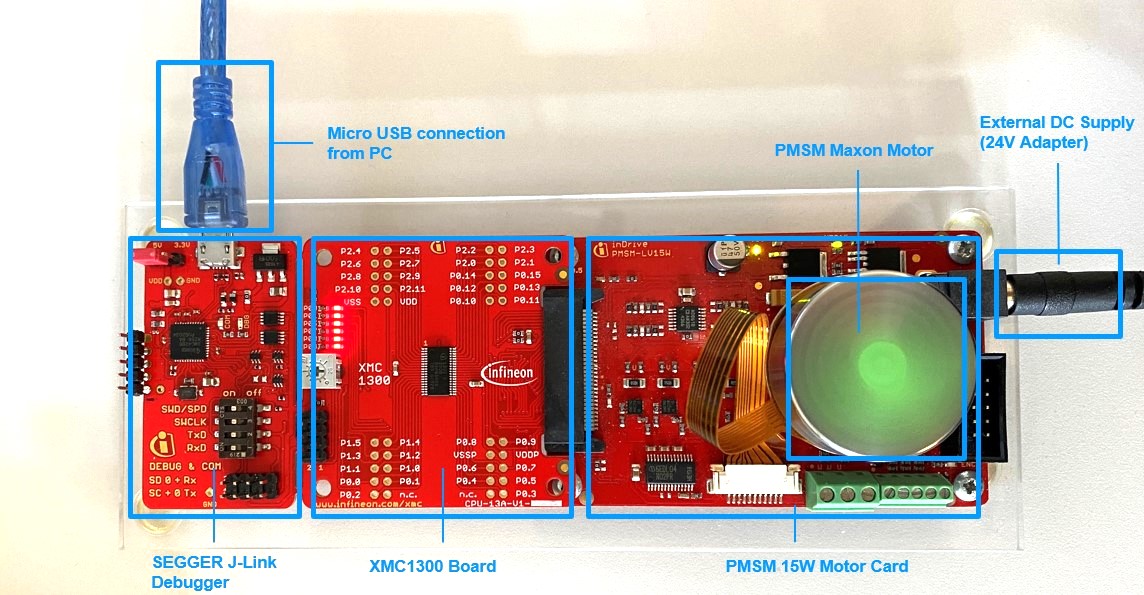 Micro USB connection
from PC
PMSM Maxon Motor
External DC Supply
(24V Adapter)
5V 3.3V
VDD GND
COM
DBG
on off
SWD/SPD
SWCLK
TxD
RxD
DEBUG & COM
SD 0 + Rx
SC + 0 Tx
GND
P2.4 P2.5 P2.2 P2.3
P2.6 P2.7 P2.0 P2.1
P2.8 P2.9 P0.14 P0.15
P2.10 P2.11 P0.12 P0.13
VSS VDD P0.10 P0.11
XMC
1300
infineon
P1.5 P1.4 P0.8 P0.9
P1.3 P1.2 VSSP VDDP
P1.1 P1.0 P0.6 P0.7
P0.0 P0.1 P0.4 P0.5
P0.2 n.c. n.c. P0.3
www.infineon.com/xmc CPU-13A-V1-
inDrive
PMSM-LV15W
SEGGER J-Link
Debugger
XMC1300 Board
PMSM 15W Motor Card